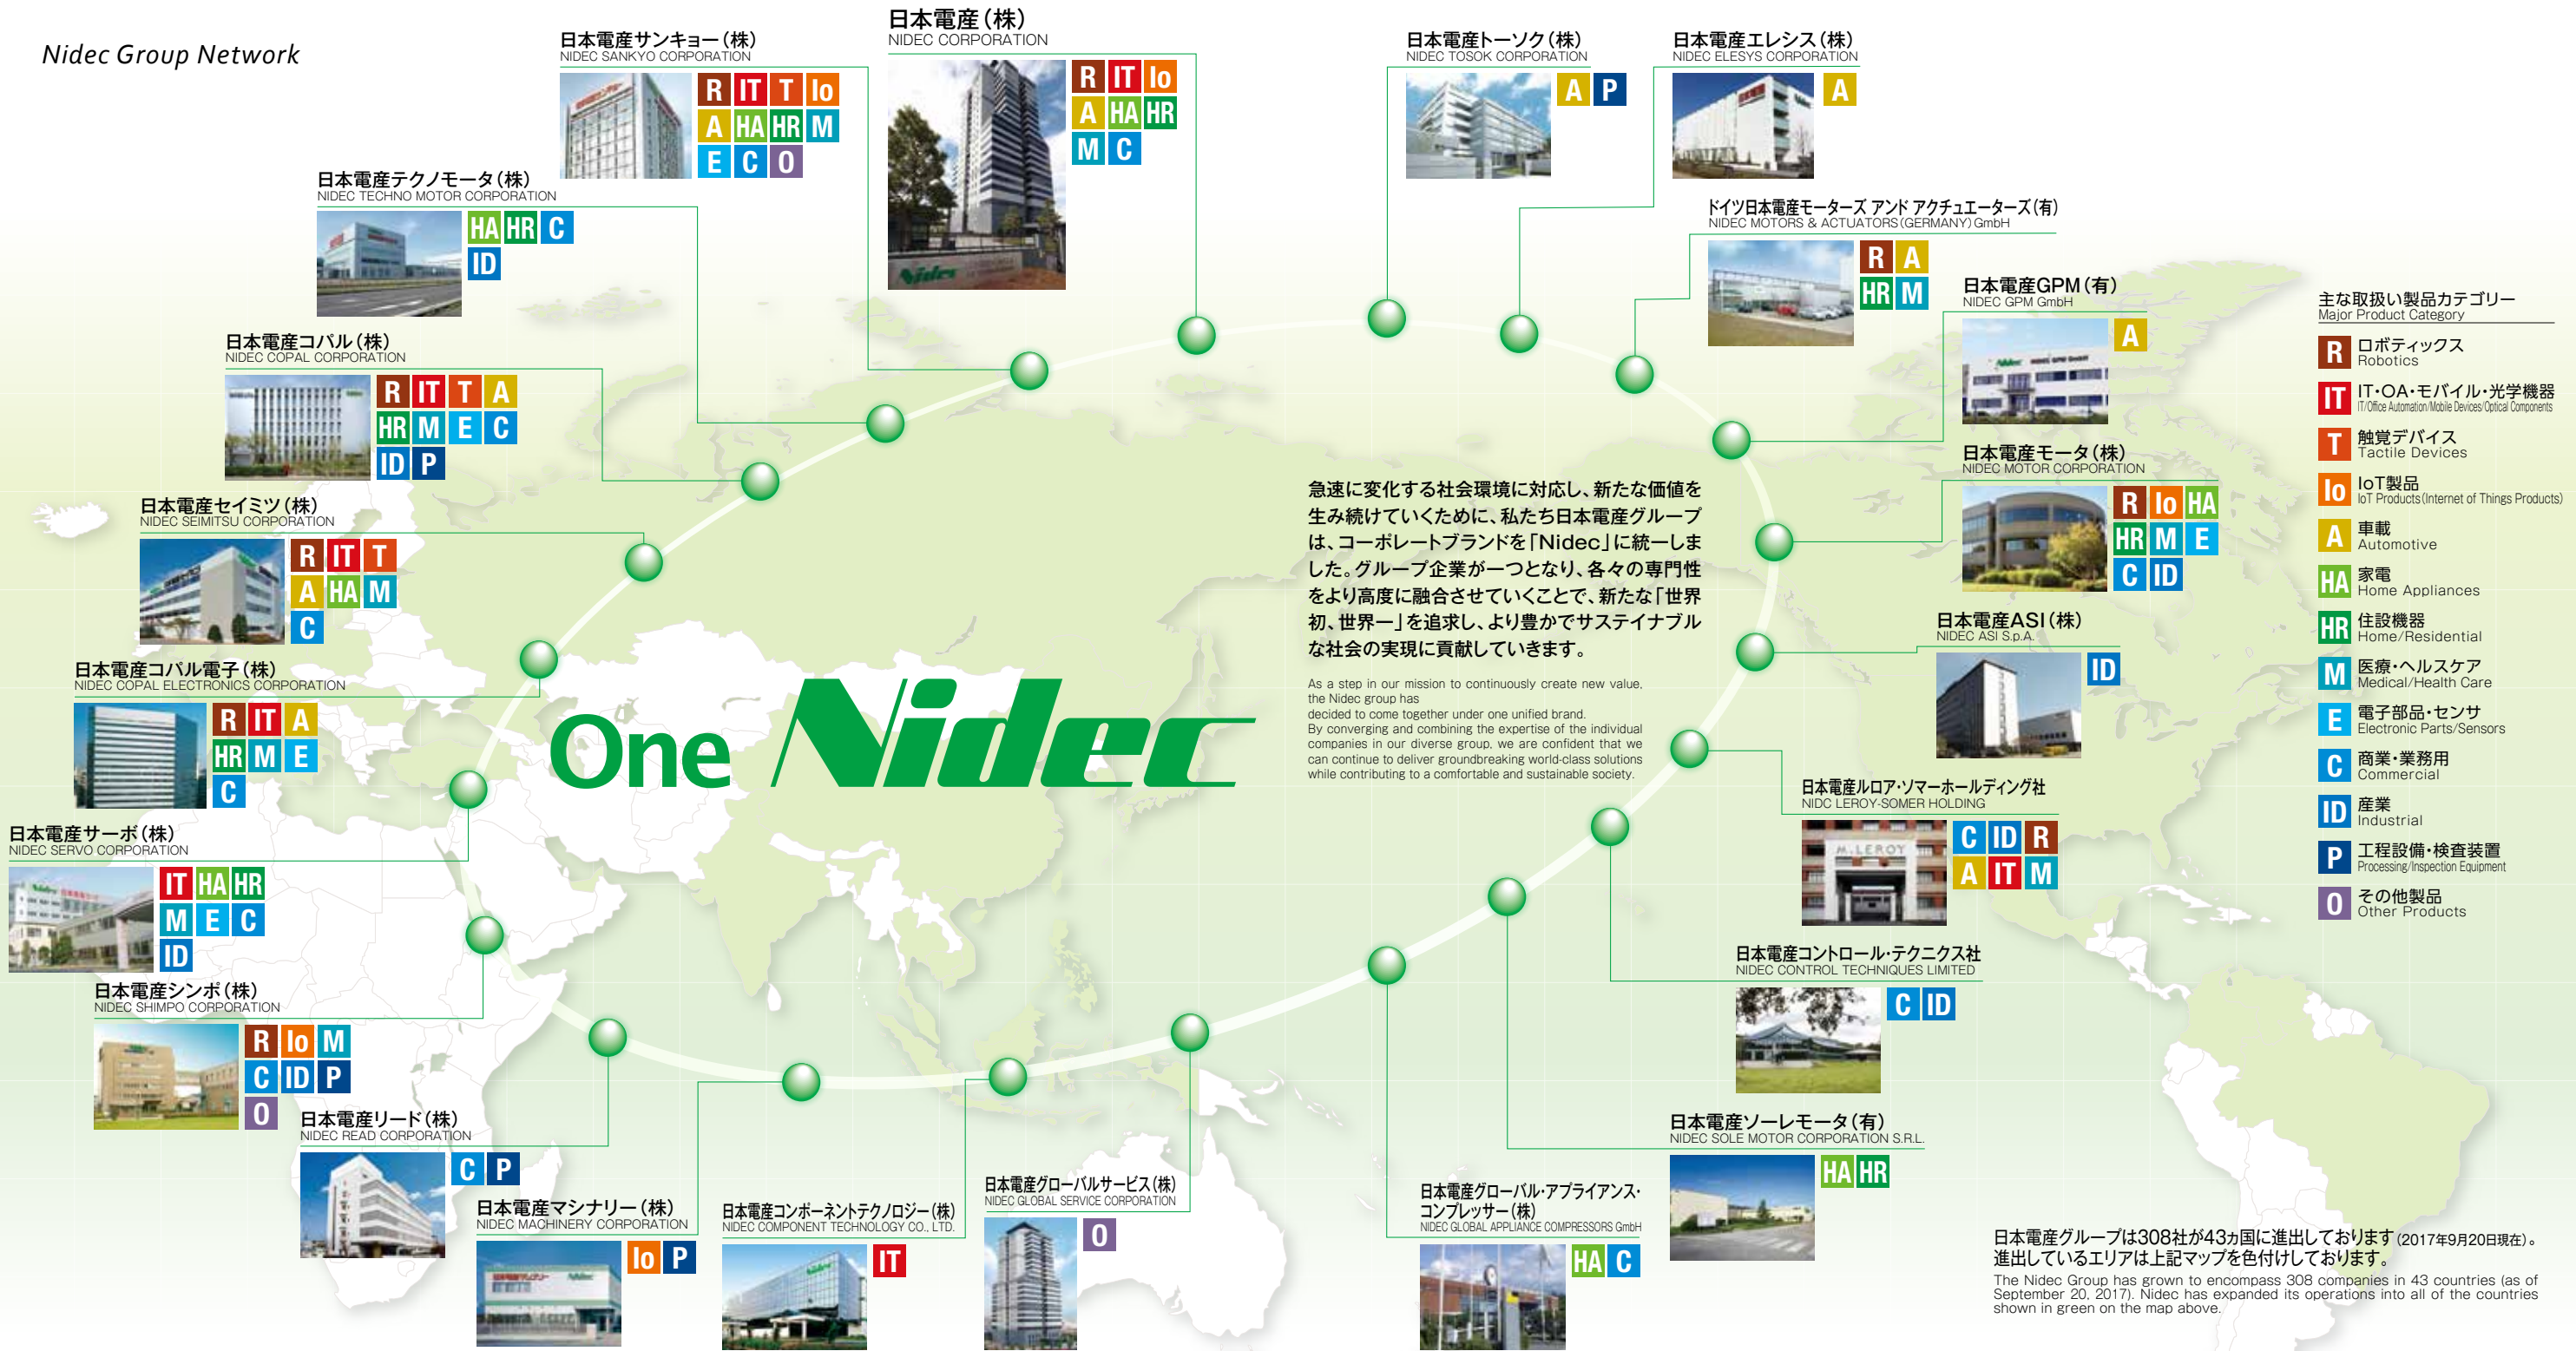 Nidec Group Network
日本電産サンキョー（株）
NIDEC SANKYO CORPORATION
R IT T Io
A HA HR M
E C O
日本電産（株）
NIDEC CORPORATION
R IT Io
A HA HR
M C
Nidec
日本電産トーソク（株）
NIDEC TOSOK CORPORATION
A P
日本電産エレシス（株）
NIDEC ELESYS CORPORATION
A
日本電産テクノモータ（株）
NIDEC TECHNO MOTOR CORPORATION
HA HR C
ID
ドイツ日本電産モーターズ アンド アクチュエーターズ（有）
NIDEC MOTORS & ACTUATORS (GERMANY) GmbH
R A
HR M
日本電産GPM（有）
NIDEC GPM GmbH
A
日本電産コパル（株）
NIDEC COPAL CORPORATION
R IT T A
HR M E C
ID P
日本電産モータ（株）
NIDEC MOTOR CORPORATION
R Io HA
HR M E
C ID
日本電産セイミツ（株）
NIDEC SEIMITSU CORPORATION
R IT T
A HA M
C
日本電産ASI（株）
NIDEC ASI S.p.A.
ID
日本電産コパル電子（株）
NIDEC COPAL ELECTRONICS CORPORATION
R IT A
HR M E
C
日本電産ルロア・ソマーホールディング社
NIDC LEROY-SOMER HOLDING
M.LEROY
C ID R
A IT M
日本電産サーボ（株）
NIDEC SERVO CORPORATION
IT HA HR
M E C
ID
日本電産コントロール・テクニクス社
NIDEC CONTROL TECHNIQUES LIMITED
C ID
日本電産シンポ（株）
NIDEC SHIMPO CORPORATION
R Io M
C ID P
O
日本電産ソーレモータ（有）
NIDEC SOLE MOTOR CORPORATION S.R.L.
HA HR
日本電産リード（株）
NIDEC READ CORPORATION
C P
日本電産マシナリー（株）
NIDEC MACHINERY CORPORATION
Io P
日本電産コンポーネントテクノロジー（株）
NIDEC COMPONENT TECHNOLOGY CO., LTD.
IT
日本電産グローバルサービス（株）
NIDEC GLOBAL SERVICE CORPORATION
O
日本電産グローバル・アプライアンス・
コンプレッサー（株）
NIDEC GLOBAL APPLIANCE COMPRESSORS GmbH
HA C
One Nidec
急速に変化する社会環境に対応し、新たな価値を
生み続けていくために、私たち日本電産グループ
は、コーポレートブランドを「Nidec」に統一しま
した。グループ企業が一つとなり、各々の専門性
をより高度に融合させていくことで、新たな「世界
初、世界一」を追求し、より豊かでサステイナブル
な社会の実現に貢献していきます。
As a step in our mission to continuously create new value,
the Nidec group has
decided to come together under one unified brand.
By converging and combining the expertise of the individual
companies in our diverse group, we are confident that we
can continue to deliver groundbreaking world-class solutions
while contributing to a comfortable and sustainable society.
主な取扱い製品カテゴリー
Major Product Category
R ロボティックス
Robotics
IT IT・OA・モバイル・光学機器
IT/Office Automation/Mobile Devices/Optical Components
T 触覚デバイス
Tactile Devices
Io IoT製品
IoT Products(Internet of Things Products)
A 車載
Automotive
HA 家電
Home Appliances
HR 住設機器
Home/Residential
M 医療・ヘルスケア
Medical/Health Care
E 電子部品・センサ
Electronic Parts/Sensors
C 商業・業務用
Commercial
ID 産業
Industrial
P 工程設備・検査装置
Processing/Inspection Equipment
O その他製品
Other Products
日本電産グループは308社が43ヵ国に進出しております（2017年9月20日現在）。
進出しているエリアは上記マップを色付けしております。
The Nidec Group has grown to encompass 308 companies in 43 countries (as of
September 20, 2017). Nidec has expanded its operations into all of the countries
shown in green on the map above.